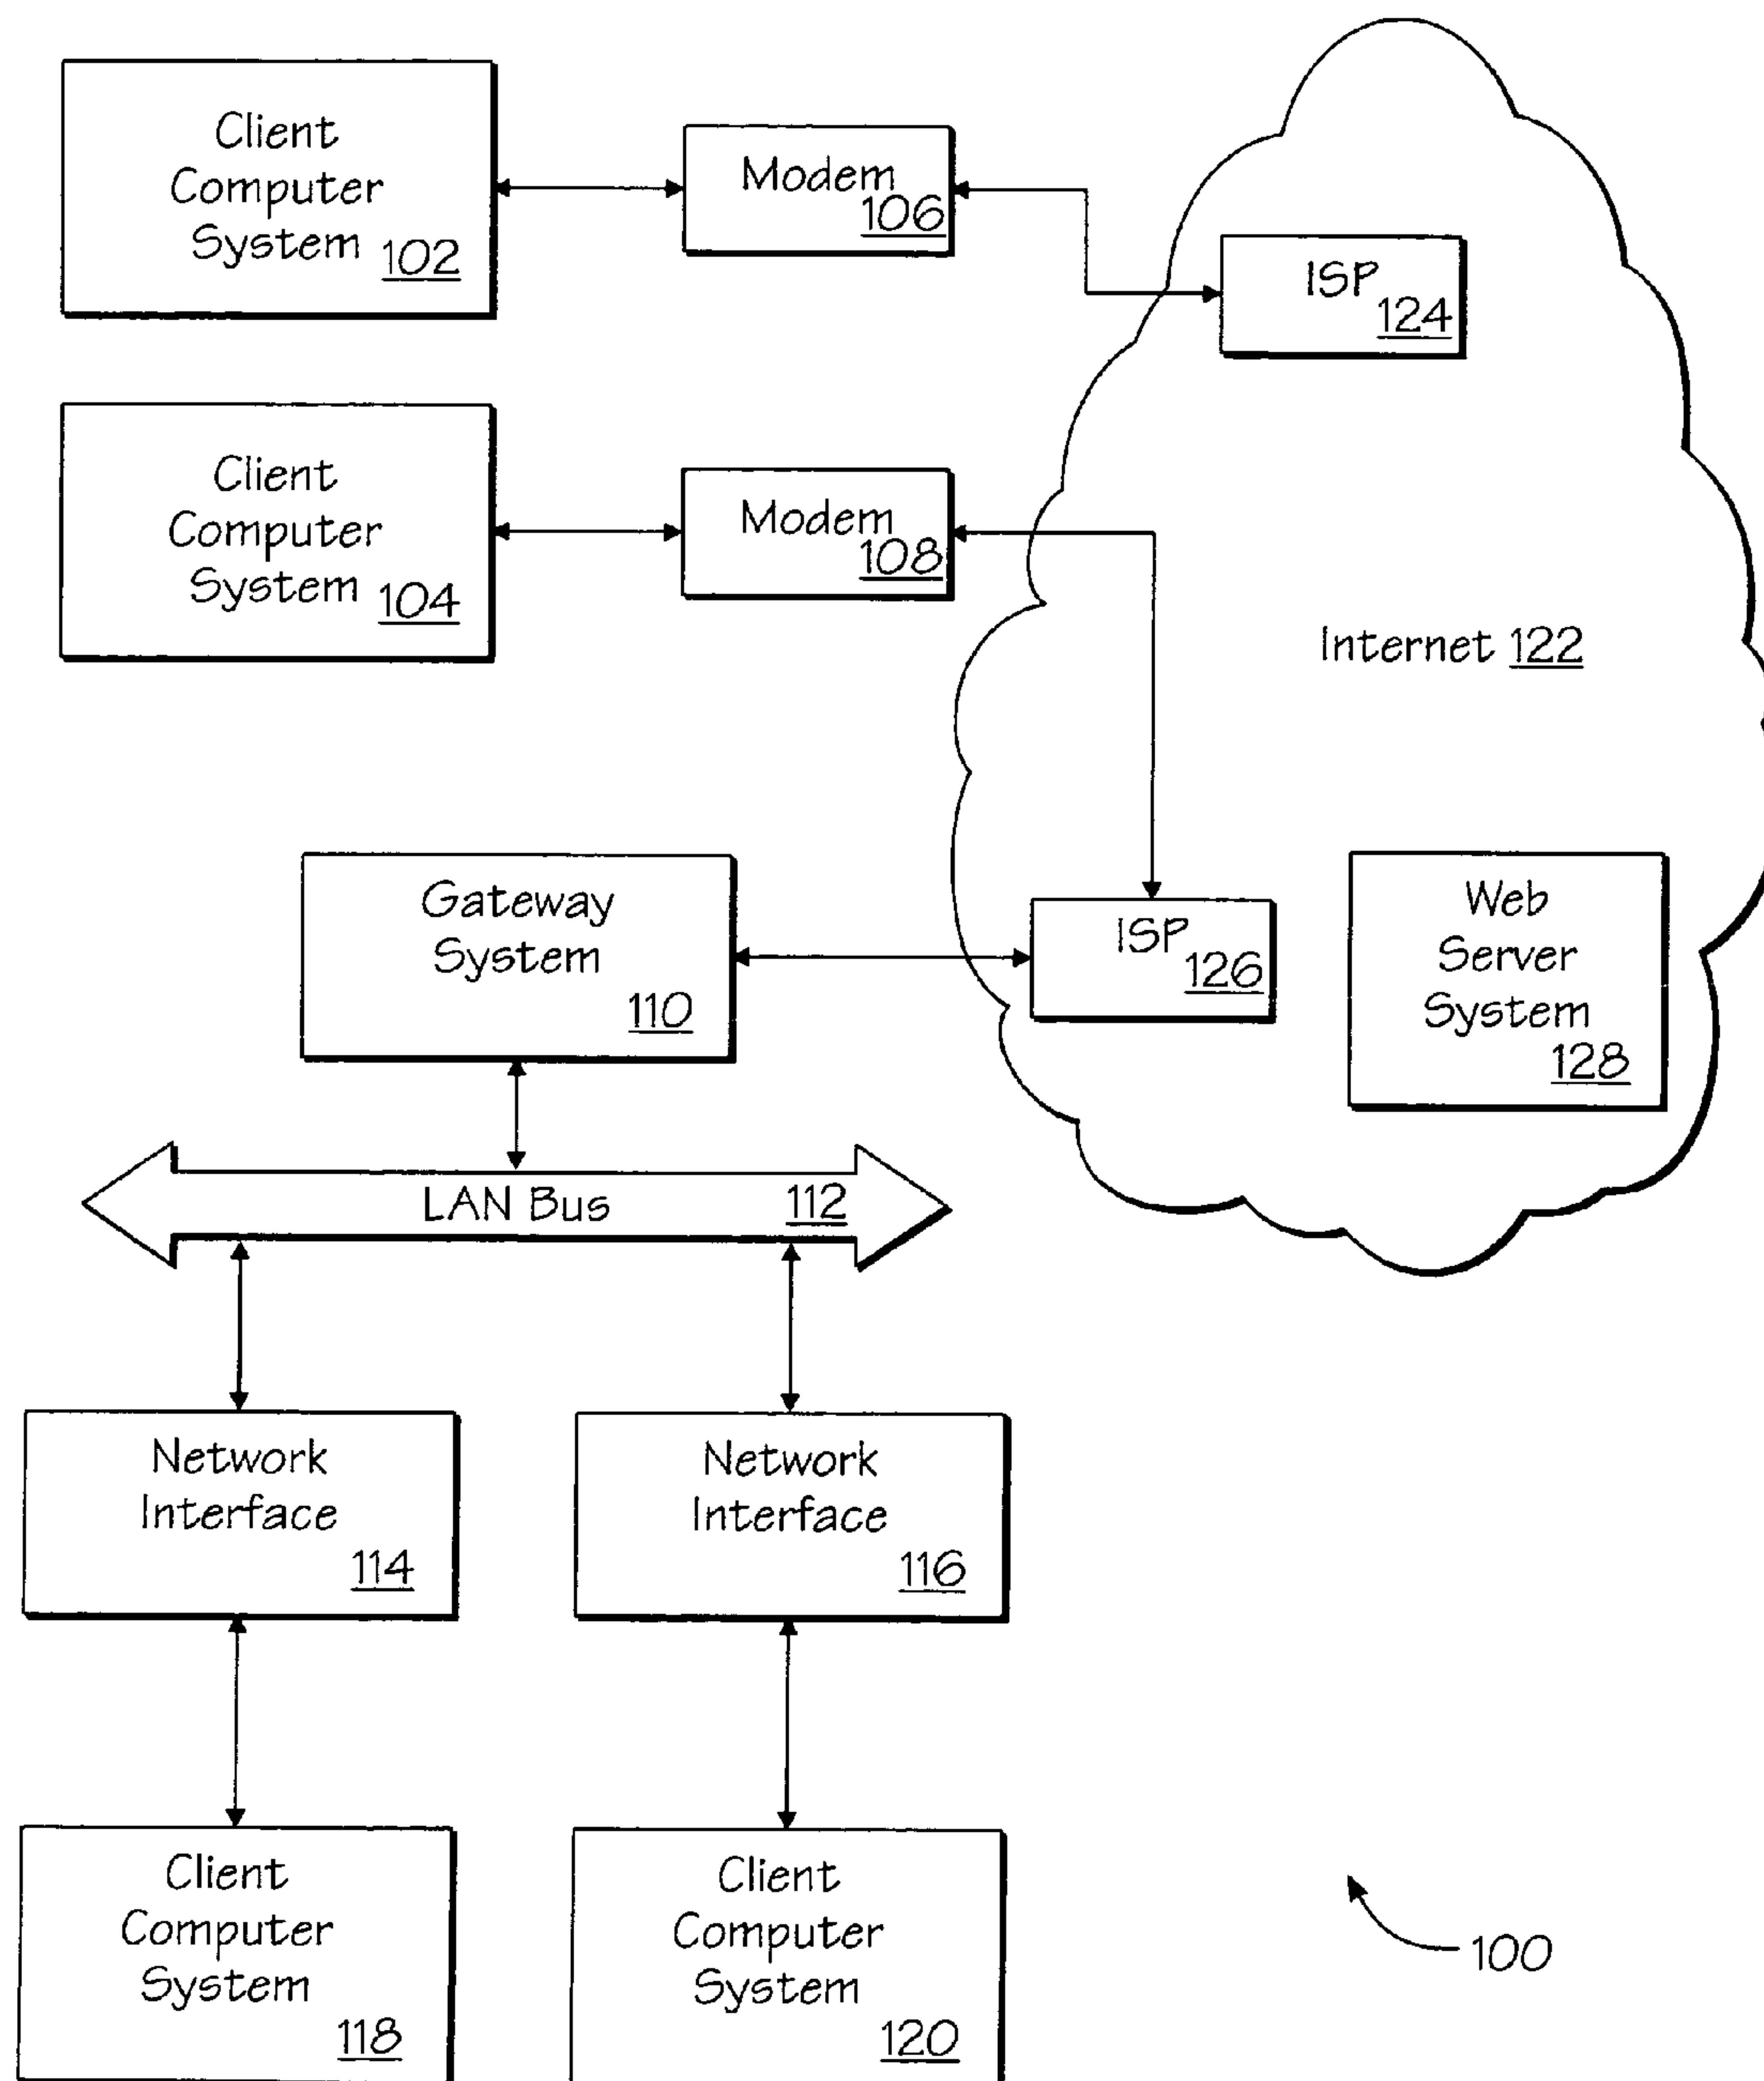 Client
Computer
System 102
Modem
106
ISP
124
Client
Computer
System 104
Modem
108
Internet 122
Gateway
System
110
ISP
126
Web
Server
System
128
LAN Bus 112
Network
Interface
114
Network
Interface
116
Client
Computer
System
118
Client
Computer
System
120
100